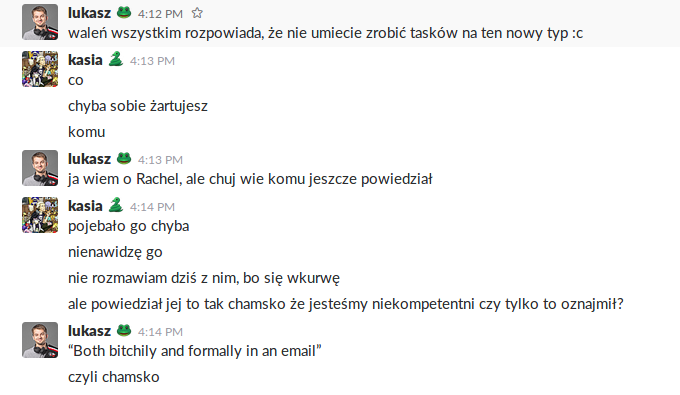 lukasz 🐸 4:12 PM ☆
waleń wszystkim rozpowiada, że nie umiecie zrobić tasków na ten nowy typ :c
kasia 🐍 4:13 PM
co
chyba sobie żartujesz
komu
lukasz 🐸 4:13 PM
ja wiem o Rachel, ale chuj wie komu jeszcze powiedział
kasia 🐍 4:14 PM
pojebało go chyba
nienawidzę go
nie rozmawiam dziś z nim, bo się wkurwę
ale powiedział jej to tak chamsko że jesteśmy niekompetentni czy tylko to oznajmił?
lukasz 🐸 4:14 PM
“Both bitchily and formally in an email”
czyli chamsko